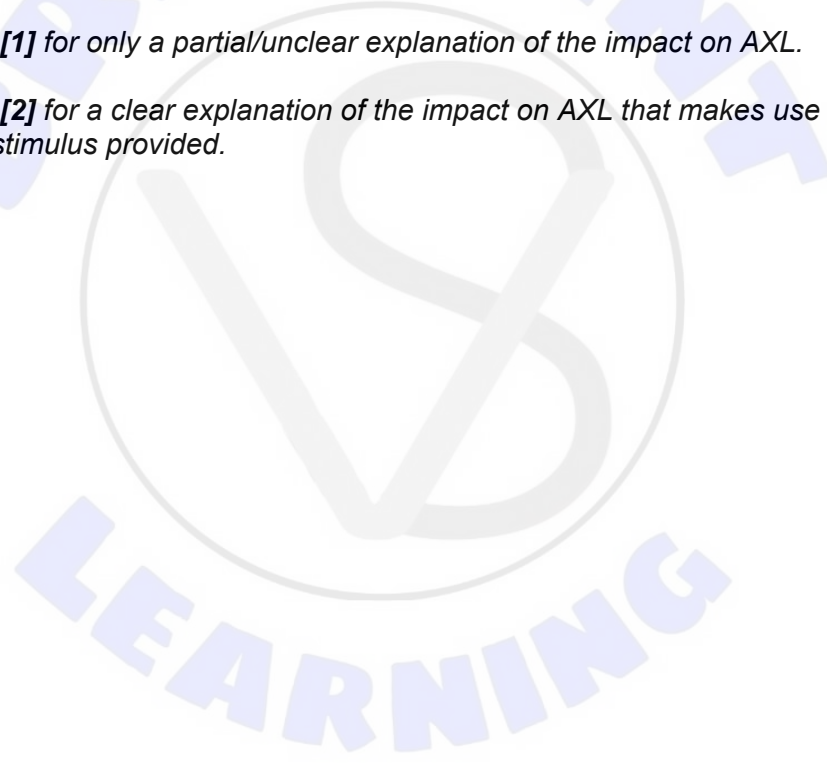 [1] for only a partial/unclear explanation of the impact on AXL.
[2] for a clear explanation of the impact on AXL that makes use
stimulus provided.
VS
LEARNING